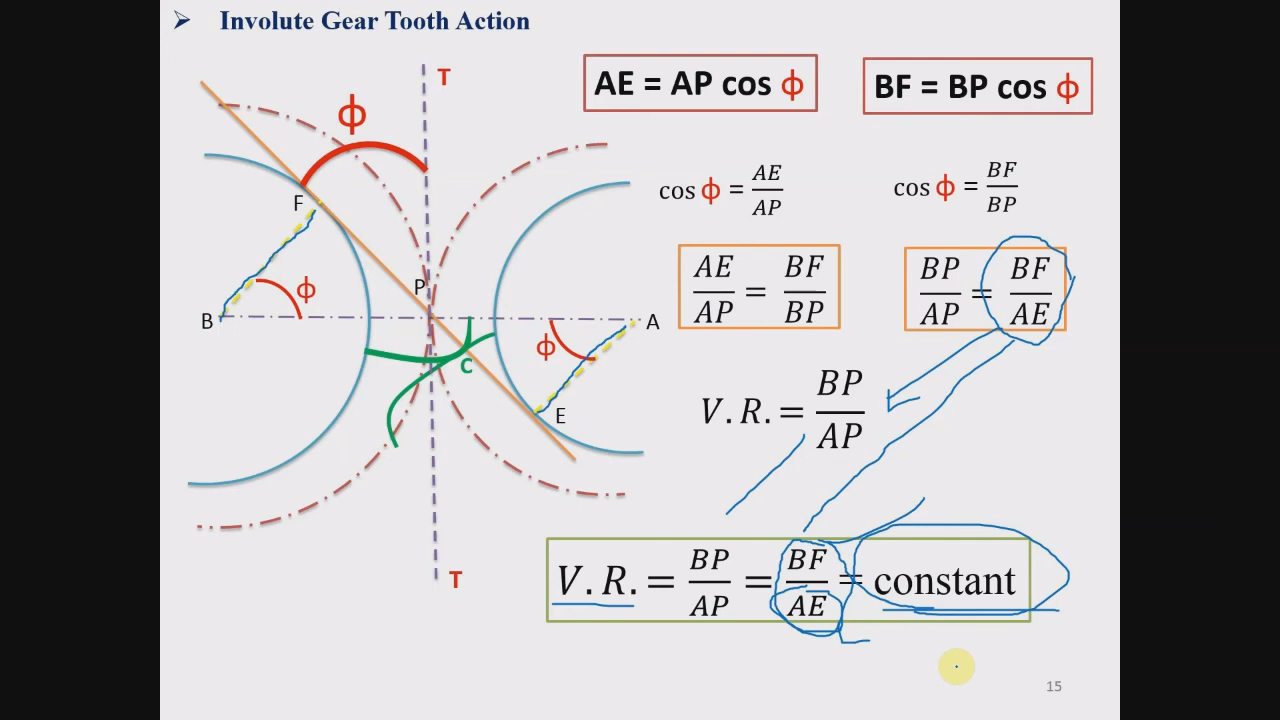 ➢ Involute Gear Tooth Action
T
ϕ
F
P
ϕ
B
A
ϕ
C
E
T
AE = AP cos ϕ
BF = BP cos ϕ
cos ϕ = AE/AP
cos ϕ = BF/BP
AE/AP = BF/BP
BP/AP = BF/AE
V.R. = BP/AP
V.R. = BP/AP = BF/AE = constant
15